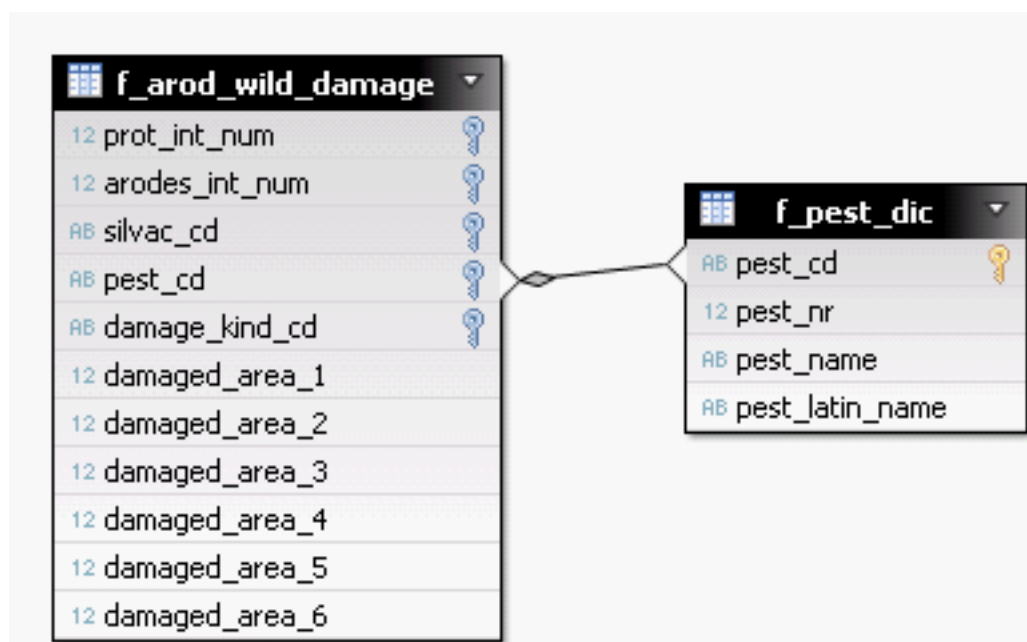 f_arod_wild_damage
12 prot_int_num
12 arodes_int_num
AB silvac_cd
AB pest_cd
AB damage_kind_cd
12 damaged_area_1
12 damaged_area_2
12 damaged_area_3
12 damaged_area_4
12 damaged_area_5
12 damaged_area_6
f_pest_dic
AB pest_cd
12 pest_nr
AB pest_name
AB pest_latin_name